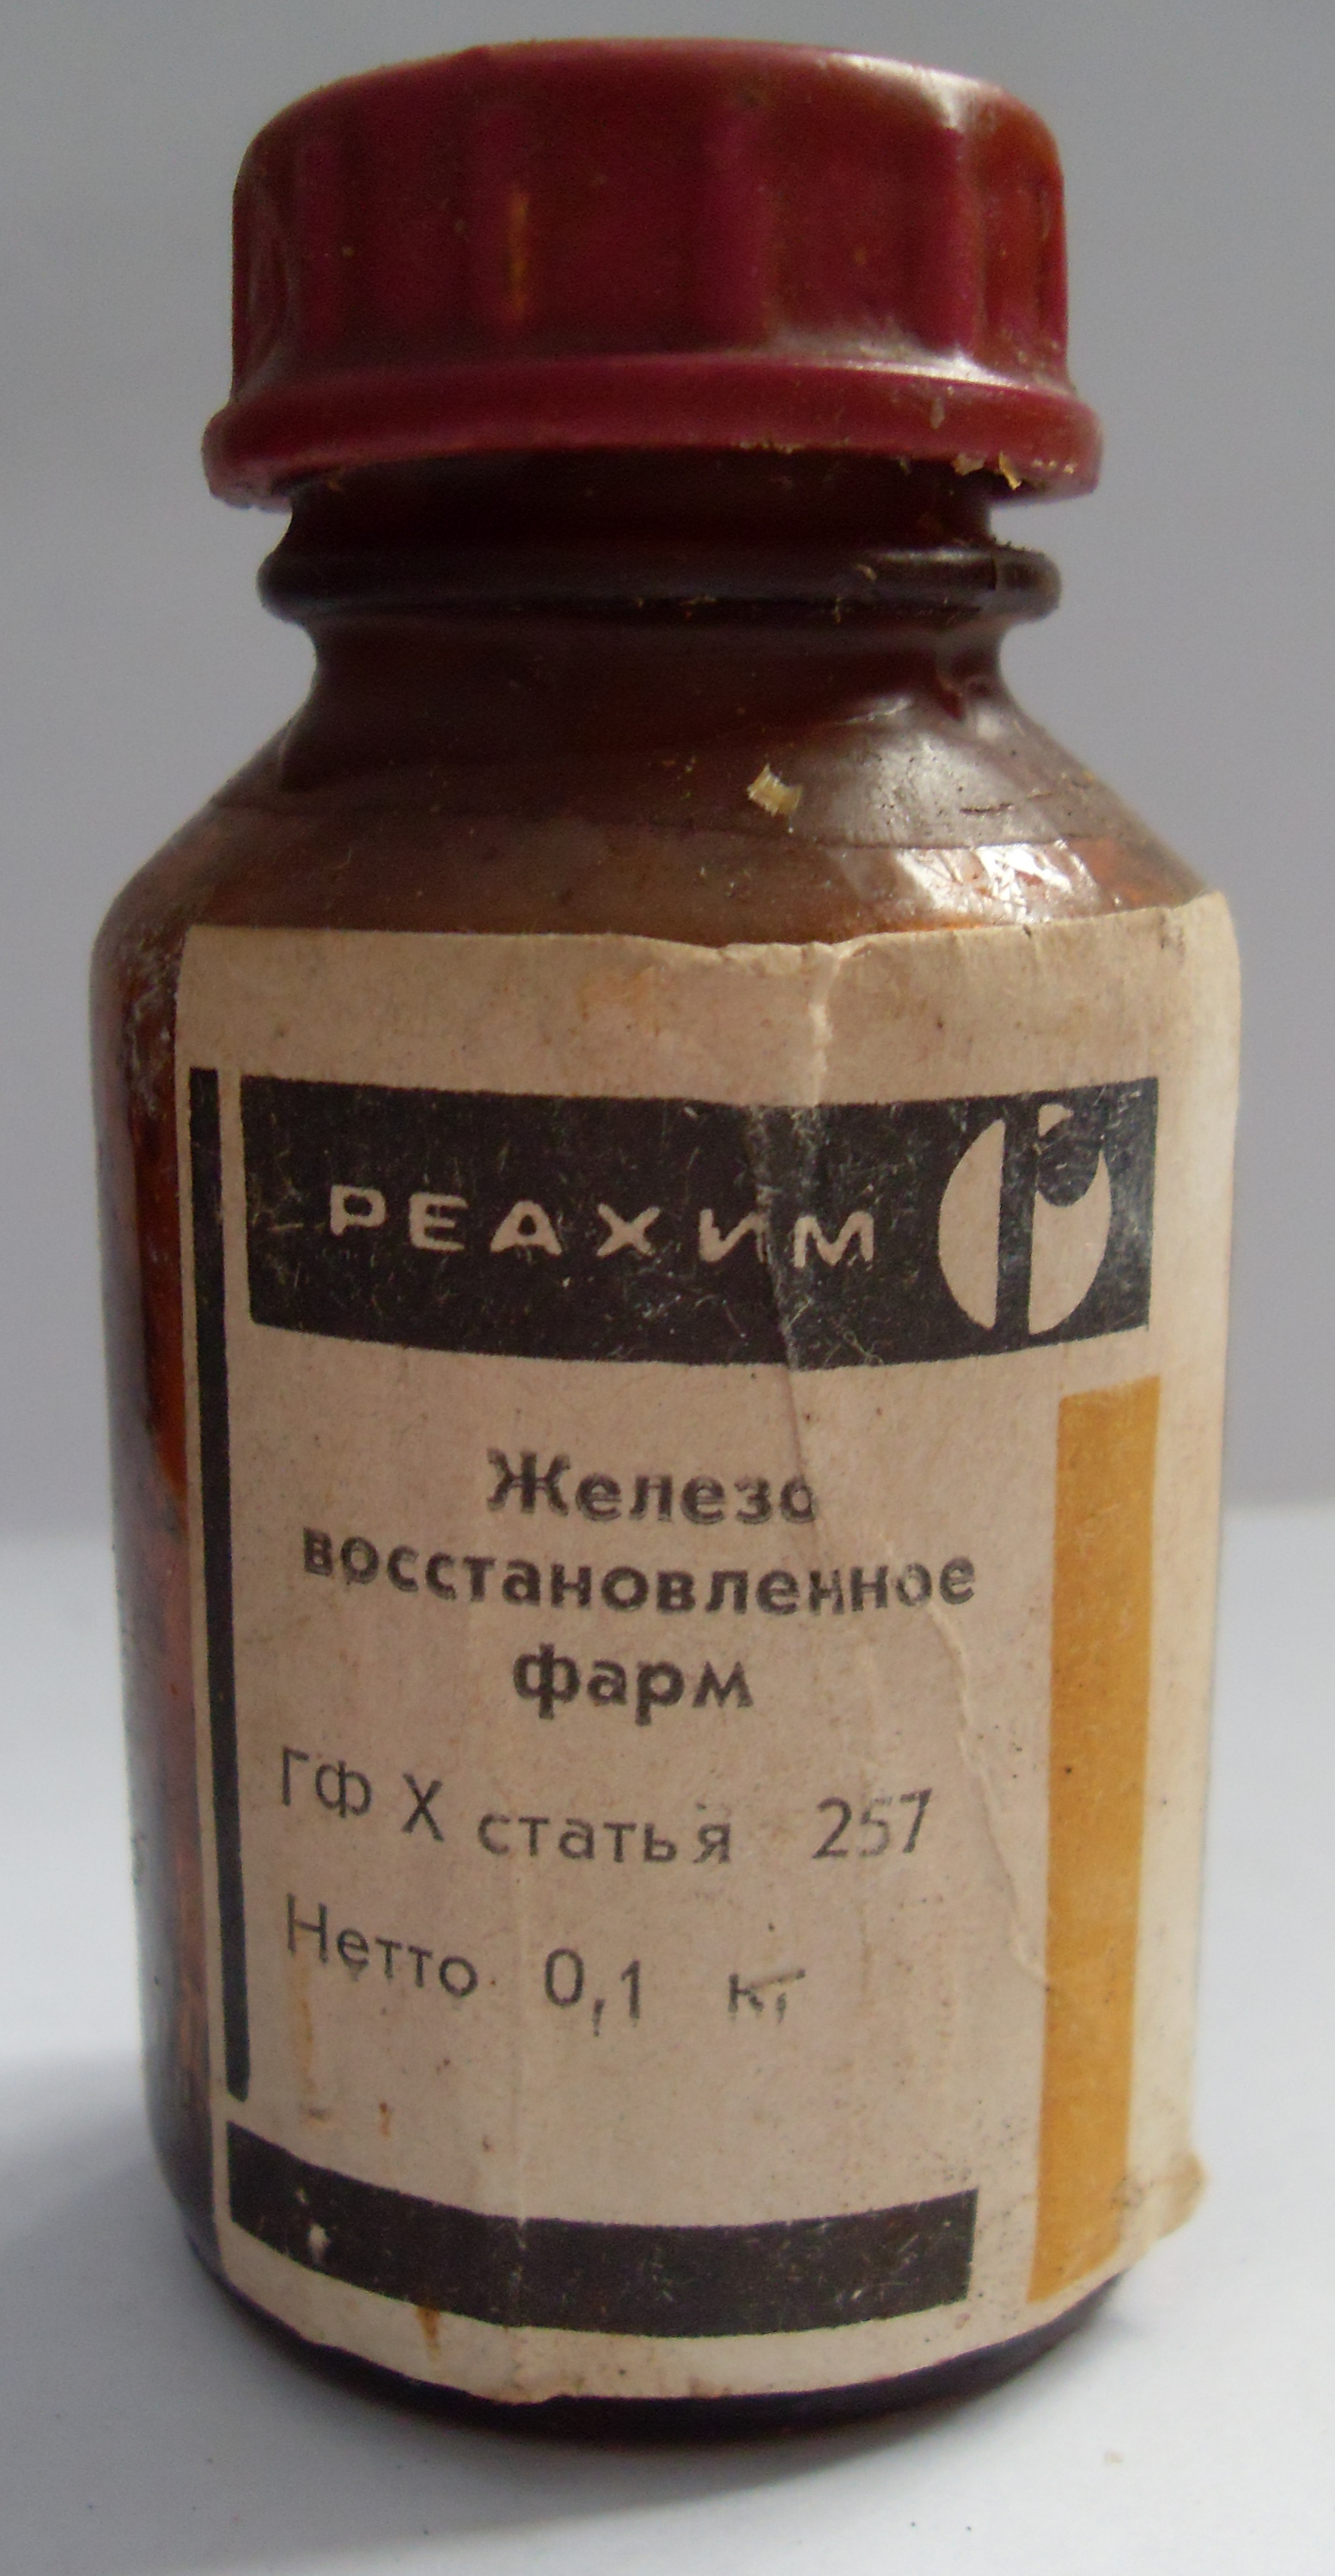 РЕАХИМ
Железо
восстановленное
фарм
ГФ X статья 257
Нетто 0,1 кг